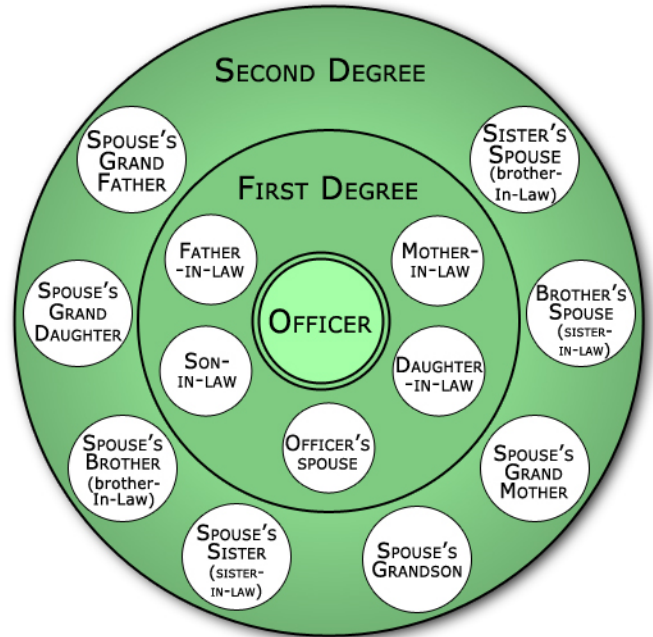 SECOND DEGREE
SPOUSE'S
GRAND
FATHER
SISTER'S
SPOUSE
(brother-
In-Law)
FIRST DEGREE
FATHER
-IN-LAW
MOTHER-
IN-LAW
SPOUSE'S
GRAND
DAUGHTER
OFFICER
BROTHER'S
SPOUSE
(SISTER-
IN-LAW)
SON-
IN-LAW
DAUGHTER
-IN-LAW
SPOUSE'S
BROTHER
(brother-
In-Law)
OFFICER'S
SPOUSE
SPOUSE'S
GRAND
MOTHER
SPOUSE'S
SISTER
(SISTER-
IN-LAW)
SPOUSE'S
GRANDSON